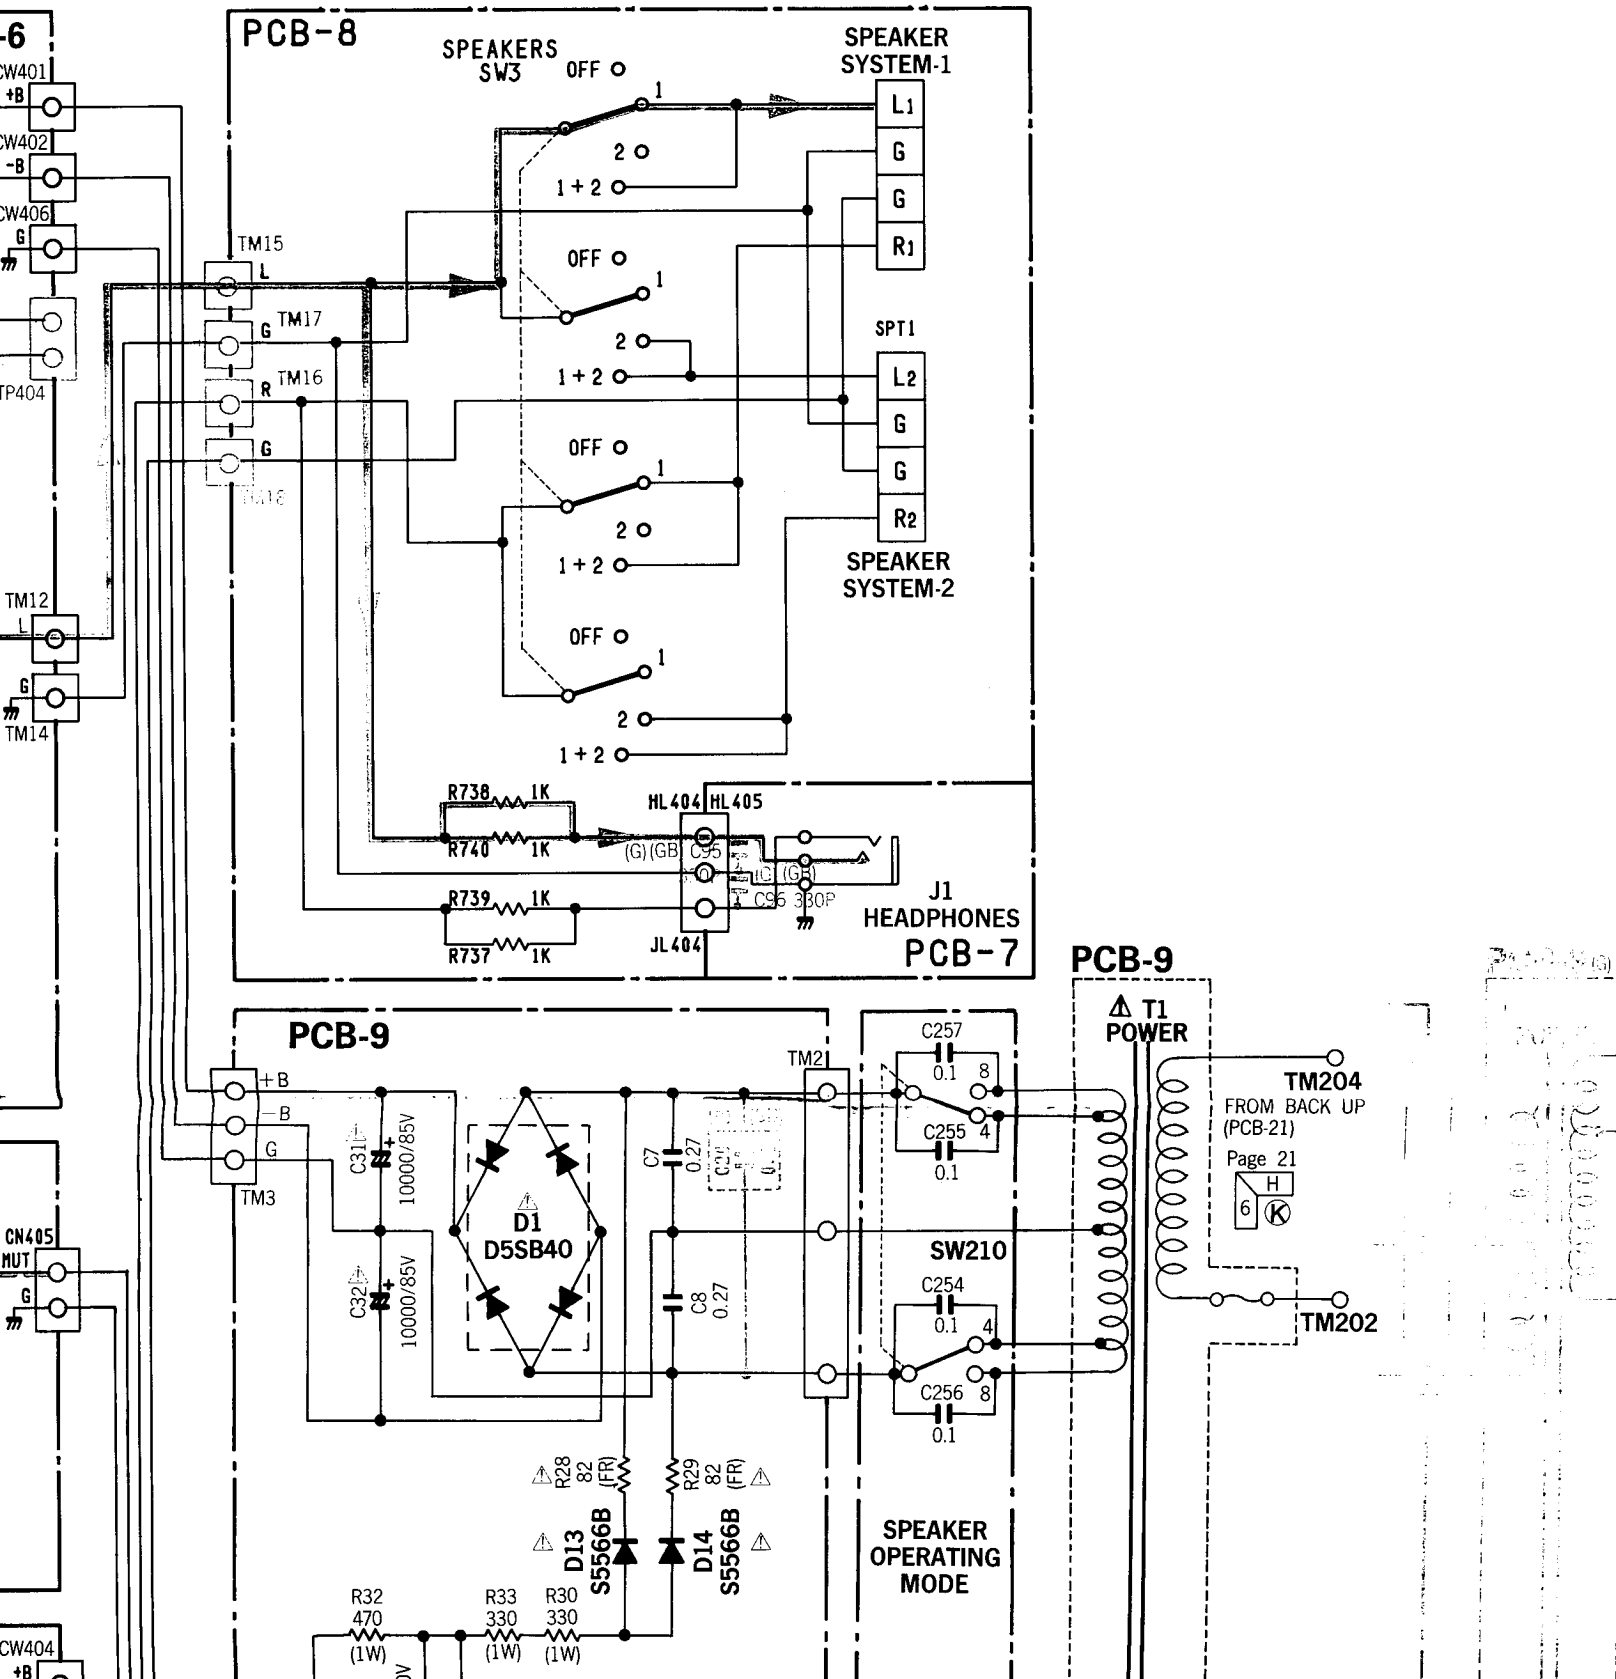 -6
CW401
+B
CW402
-B
CW406
G
TP404
TM12
L
G
TM14
CN405
MUT
G
CW404
+B
PCB-8
SPEAKERS
SW3
OFF
1
2
1+2
OFF
1
2
1+2
OFF
1
2
1+2
OFF
1
2
1+2
SPEAKER
SYSTEM-1
L1
G
G
R1
SPT1
L2
G
G
R2
SPEAKER
SYSTEM-2
TM15
L
G TM17
R TM16
G
TM18
R738 1K
R740 1K
R739 1K
R737 1K
HL404 HL405
(G) (GB) C95
(GB)
C96 330P
JL404
J1
HEADPHONES
PCB-7
PCB-9
TM2
+B
-B
G
TM3
C31 + 10000/85V
C32 + 10000/85V
D1
D5SB40
C7
0.27
C8
0.27
R28
82
(FR)
R29
82
(FR)
D13
S5566B
D14
S5566B
R32
470
(1W)
R33
330
(1W)
R30
330
(1W)
0V
C257
0.1
8
C255
0.1
4
SW210
C254
0.1
4
C256
0.1
8
SPEAKER
OPERATING
MODE
PCB-9
T1
POWER
TM204
FROM BACK UP
(PCB-21)
Page 21
H
6
K
TM202